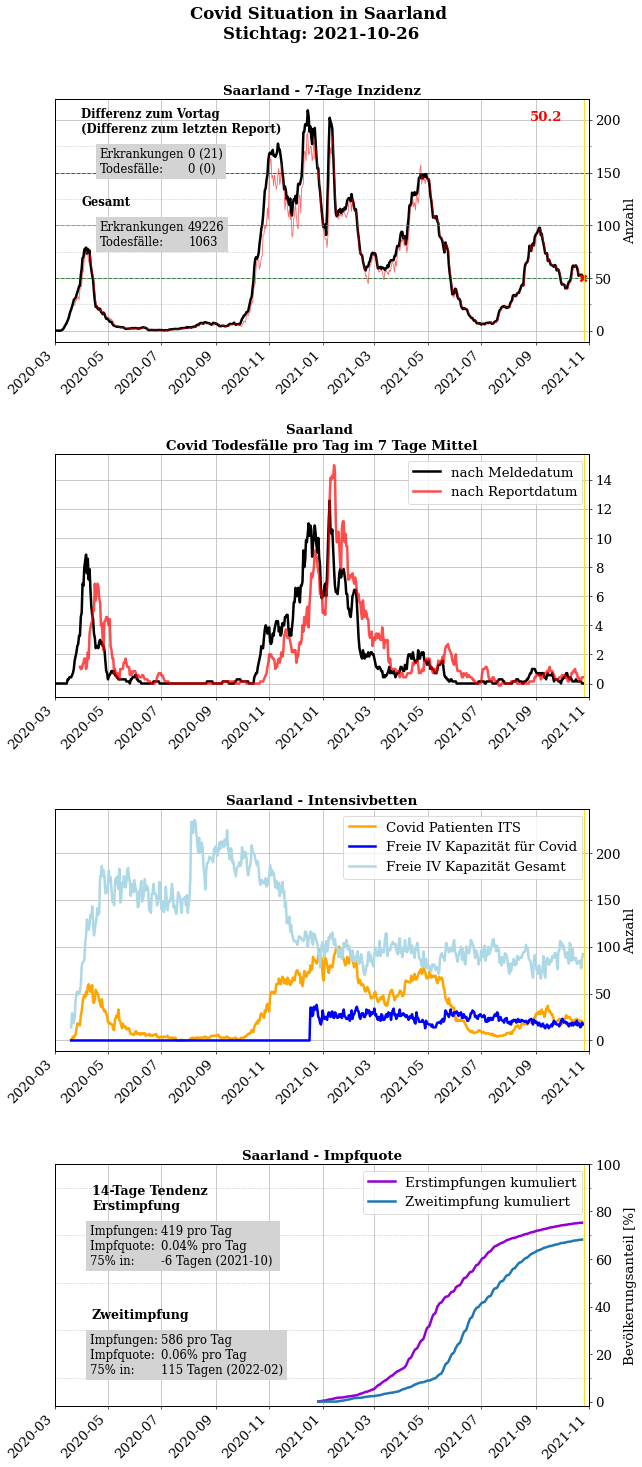 Covid Situation in Saarland
Stichtag: 2021-10-26
Saarland - 7-Tage Inzidenz
Differenz zum Vortag
(Differenz zum letzten Report)
Erkrankungen 0 (21)
Todesfälle: 0 (0)
Gesamt
Erkrankungen 49226
Todesfälle: 1063
50.2
200
150
100
50
0
Anzahl
2020-03 2020-05 2020-07 2020-09 2020-11 2021-01 2021-03 2021-05 2021-07 2021-09 2021-11
Saarland
Covid Todesfälle pro Tag im 7 Tage Mittel
nach Meldedatum
nach Reportdatum
14
12
10
8
6
4
2
0
2020-03 2020-05 2020-07 2020-09 2020-11 2021-01 2021-03 2021-05 2021-07 2021-09 2021-11
Saarland - Intensivbetten
Covid Patienten ITS
Freie IV Kapazität für Covid
Freie IV Kapazität Gesamt
200
150
100
50
0
Anzahl
2020-03 2020-05 2020-07 2020-09 2020-11 2021-01 2021-03 2021-05 2021-07 2021-09 2021-11
Saarland - Impfquote
14-Tage Tendenz
Erstimpfung
Impfungen: 419 pro Tag
Impfquote: 0.04% pro Tag
75% in: -6 Tagen (2021-10)
Zweitimpfung
Impfungen: 586 pro Tag
Impfquote: 0.06% pro Tag
75% in: 115 Tagen (2022-02)
Erstimpfungen kumuliert
Zweitimpfung kumuliert
100
80
60
40
20
0
Bevölkerungsanteil [%]
2020-03 2020-05 2020-07 2020-09 2020-11 2021-01 2021-03 2021-05 2021-07 2021-09 2021-11